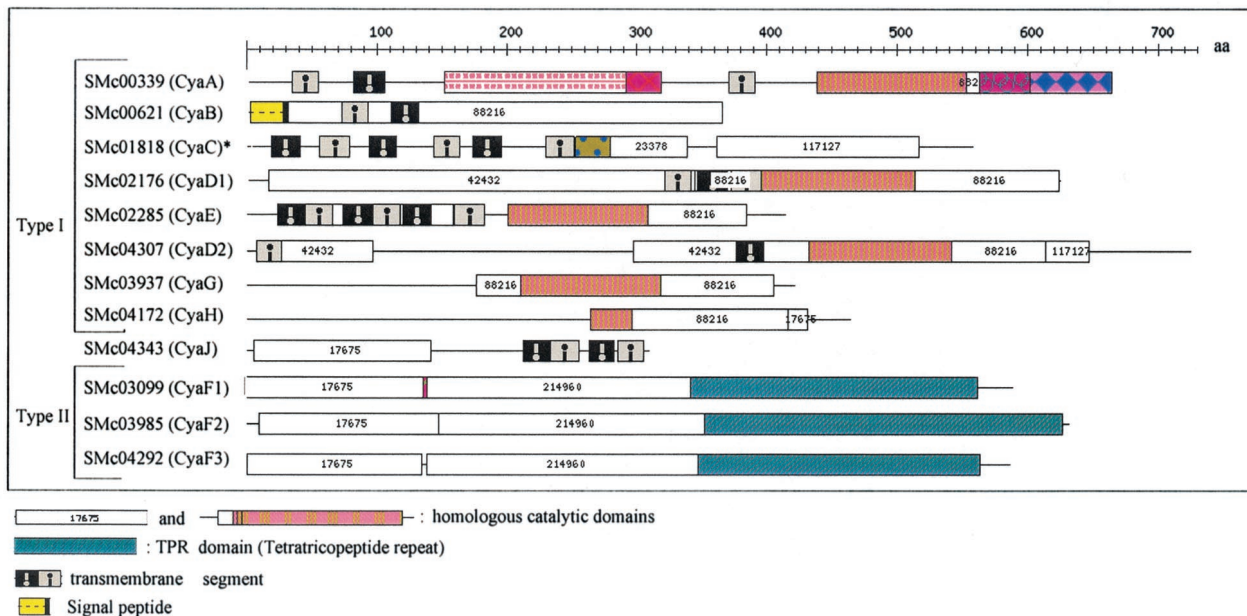 100 200 300 400 500 600 700 aa
SMc00339 (CyaA)
SMc00621 (CyaB) 88216
SMc01818 (CyaC)* 23378 117127
SMc02176 (CyaD1) 42432 88216 88216
Type I
SMc02285 (CyaE) 88216
SMc04307 (CyaD2) 42432 42432 88216 117127
SMc03937 (CyaG) 88216 88216
SMc04172 (CyaH) 88216 17675
SMc04343 (CyaJ) 17675
SMc03099 (CyaF1) 17675 214960
Type II
SMc03985 (CyaF2) 17675 214960
SMc04292 (CyaF3) 17675 214960
17675 and : homologous catalytic domains
: TPR domain (Tetratricopeptide repeat)
transmembrane segment
Signal peptide